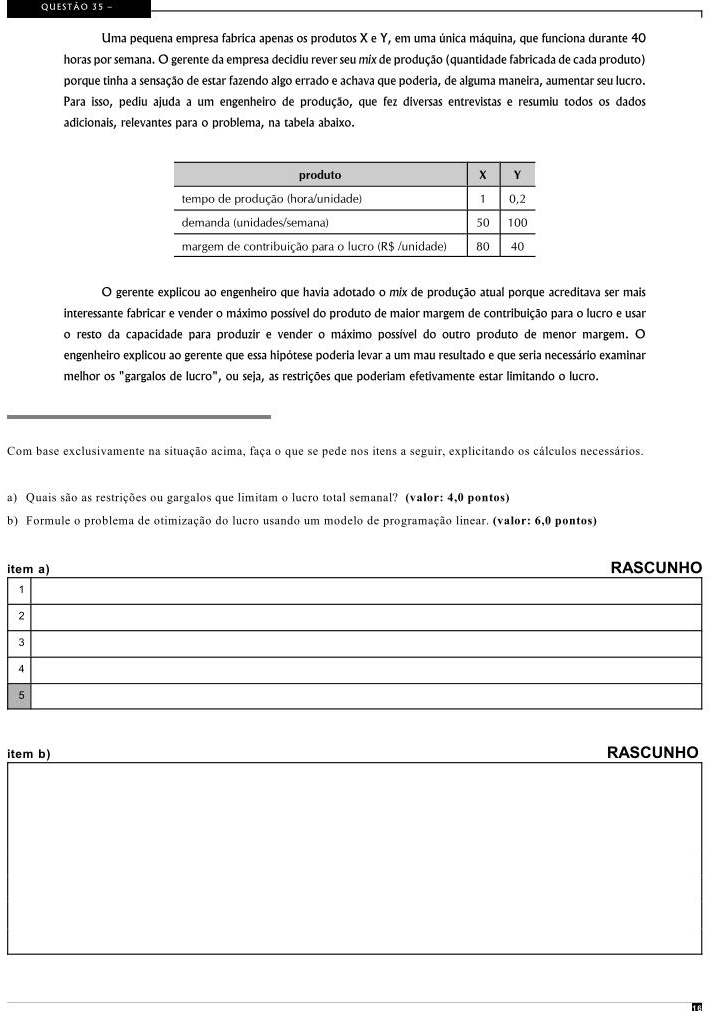 QUESTÃO 35 –
Uma pequena empresa fabrica apenas os produtos X e Y, em uma única máquina, que funciona durante 40
horas por semana. O gerente da empresa decidiu rever seu mix de produção (quantidade fabricada de cada produto)
porque tinha a sensação de estar fazendo algo errado e achava que poderia, de alguma maneira, aumentar seu lucro.
Para isso, pediu ajuda a um engenheiro de produção, que fez diversas entrevistas e resumiu todos os dados
adicionais, relevantes para o problema, na tabela abaixo.
produto X Y
tempo de produção (hora/unidade) 1 0,2
demanda (unidades/semana) 50 100
margem de contribuição para o lucro (R$ /unidade) 80 40
O gerente explicou ao engenheiro que havia adotado o mix de produção atual porque acreditava ser mais
interessante fabricar e vender o máximo possível do produto de maior margem de contribuição para o lucro e usar
o resto da capacidade para produzir e vender o máximo possível do outro produto de menor margem. O
engenheiro explicou ao gerente que essa hipótese poderia levar a um mau resultado e que seria necessário examinar
melhor os "gargalos de lucro", ou seja, as restrições que poderiam efetivamente estar limitando o lucro.
Com base exclusivamente na situação acima, faça o que se pede nos itens a seguir, explicitando os cálculos necessários.
a) Quais são as restrições ou gargalos que limitam o lucro total semanal? (valor: 4,0 pontos)
b) Formule o problema de otimização do lucro usando um modelo de programação linear. (valor: 6,0 pontos)
item a) RASCUNHO
1
2
3
4
5
item b) RASCUNHO
16